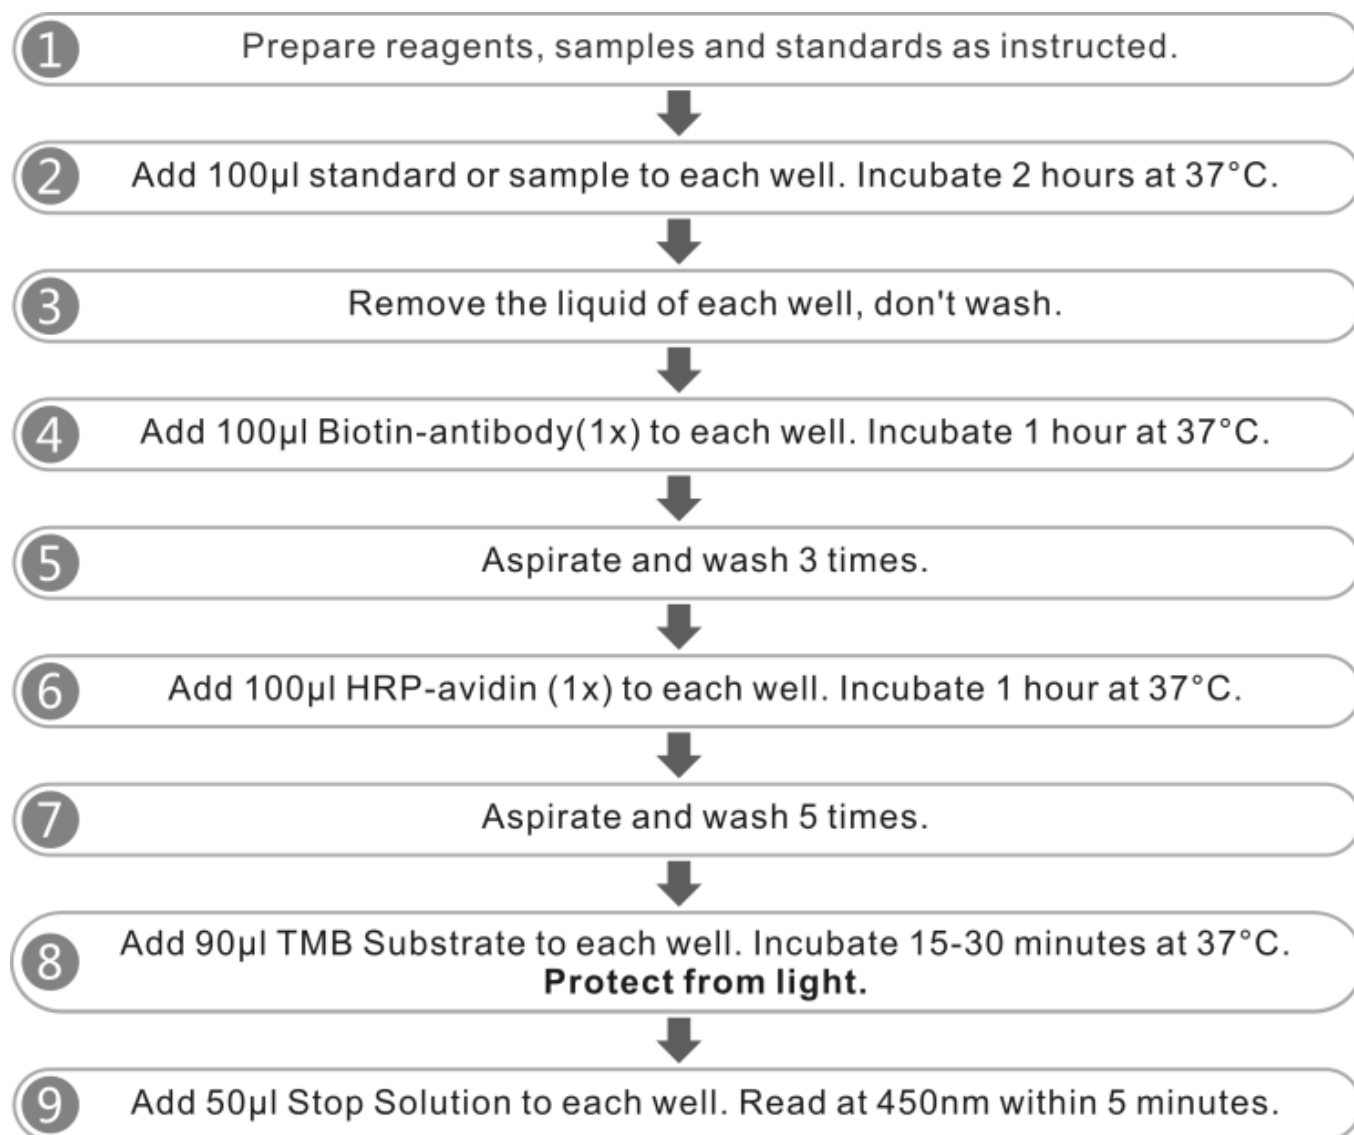 1 Prepare reagents, samples and standards as instructed.
2 Add 100μl standard or sample to each well. Incubate 2 hours at 37°C.
3 Remove the liquid of each well, don't wash.
4 Add 100μl Biotin-antibody(1x) to each well. Incubate 1 hour at 37°C.
5 Aspirate and wash 3 times.
6 Add 100μl HRP-avidin (1x) to each well. Incubate 1 hour at 37°C.
7 Aspirate and wash 5 times.
8 Add 90μl TMB Substrate to each well. Incubate 15-30 minutes at 37°C.
Protect from light.
9 Add 50μl Stop Solution to each well. Read at 450nm within 5 minutes.